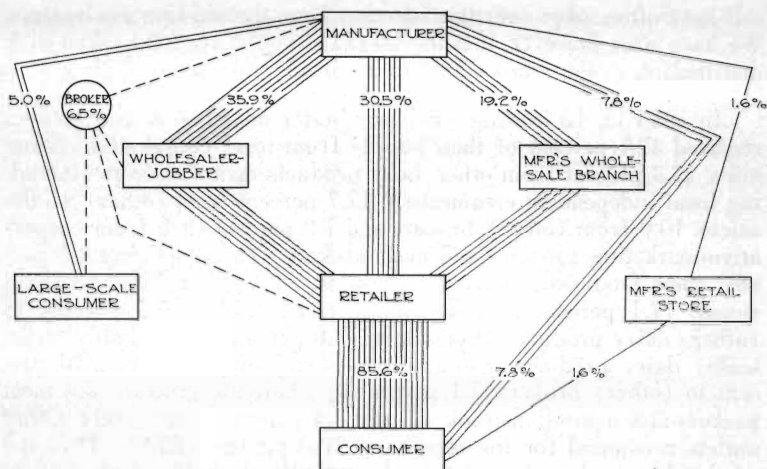 MANUFACTURER
5.0%
BROKER
6.5%
35.9%
30.5%
19.2%
7.8%
1.6%
WHOLESALER-
JOBBER
MFR'S WHOLE-
SALE BRANCH
LARGE-SCALE
CONSUMER
RETAILER
MFR'S RETAIL
STORE
85.6%
7.8%
1.6%
CONSUMER